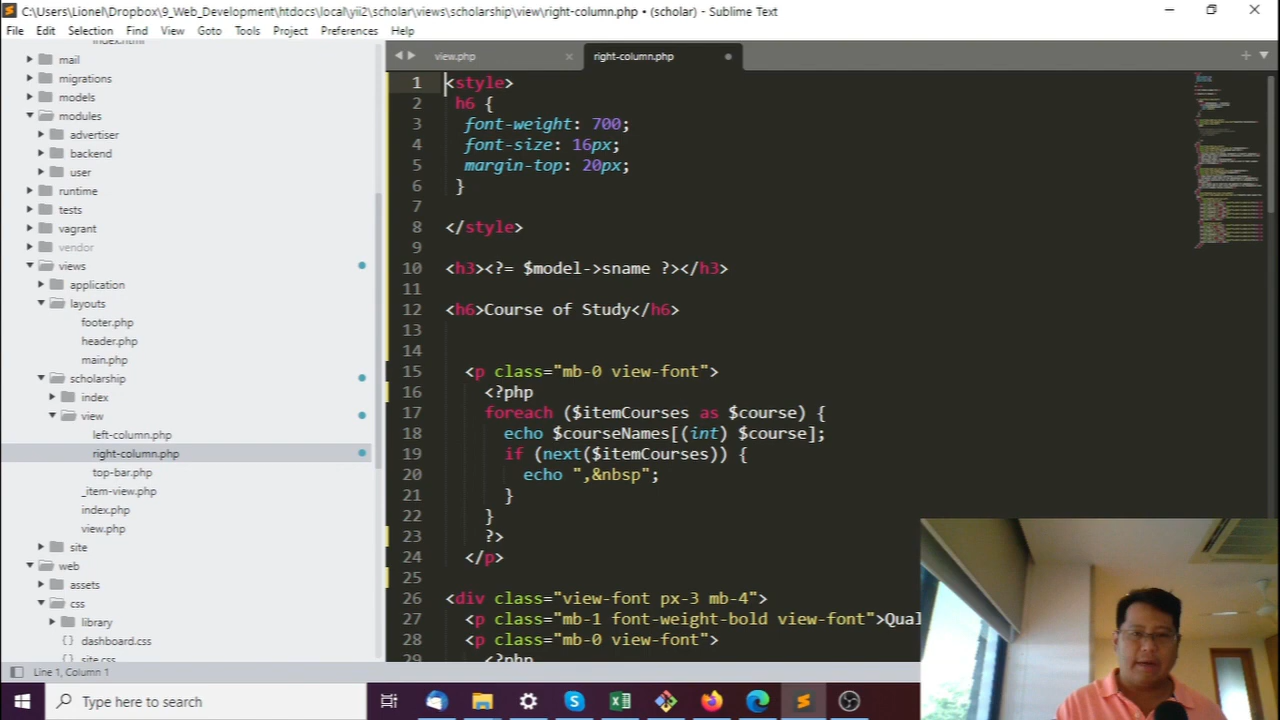 C:\Users\Lionel\Dropbox\9_Web_Development\htdocs\local\yii2\scholar\views\scholarship\view\right-column.php • (scholar) - Sublime Text
File Edit Selection Find View Goto Tools Project Preferences Help
index.html
mail
migrations
models
modules
advertiser
backend
user
runtime
tests
vagrant
vendor
views
application
layouts
footer.php
header.php
main.php
scholarship
index
view
left-column.php
right-column.php
top-bar.php
_item-view.php
index.php
view.php
site
web
assets
css
library
dashboard.css
site.css
view.php right-column.php
1 <style>
2 h6 {
3 font-weight: 700;
4 font-size: 16px;
5 margin-top: 20px;
6 }
7
8 </style>
9
10 <h3><?= $model->sname ?></h3>
11
12 <h6>Course of Study</h6>
13
14
15 <p class="mb-0 view-font">
16 <?php
17 foreach ($itemCourses as $course) {
18 echo $courseNames[(int) $course];
19 if (next($itemCourses)) {
20 echo ",&nbsp";
21 }
22 }
23 ?>
24 </p>
25
26 <div class="view-font px-3 mb-4">
27 <p class="mb-1 font-weight-bold view-font">Qual
28 <p class="mb-0 view-font">
29 <?php
Line 1, Column 1
Type here to search